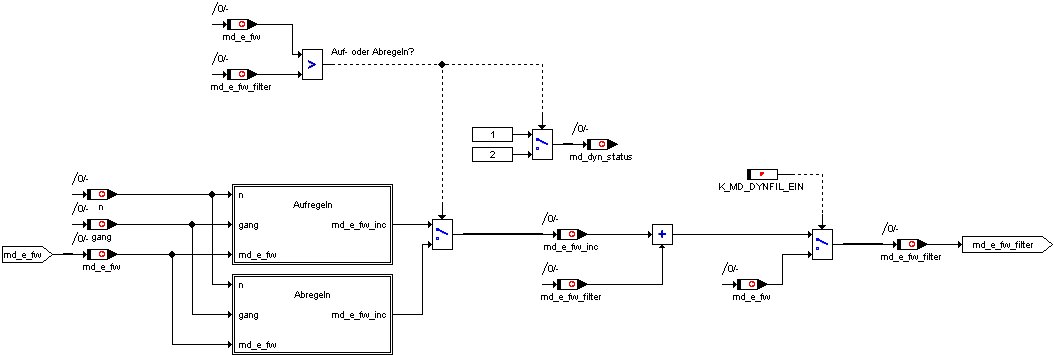 /0/-
md_e_fw
/0/-
md_e_fw_filter
>
Auf- oder Abregeln?
1
2
/0/-
md_dyn_status
K_MD_DYNFIL_EIN
/0/-
n
/0/-
gang
md_e_fw
/0/-
md_e_fw
n
Aufregeln
gang
md_e_fw_inc
md_e_fw
n
Abregeln
gang
md_e_fw_inc
md_e_fw
/0/-
md_e_fw_inc
+
/0/-
md_e_fw_filter
/0/-
md_e_fw
/0/-
md_e_fw_filter
md_e_fw_filter